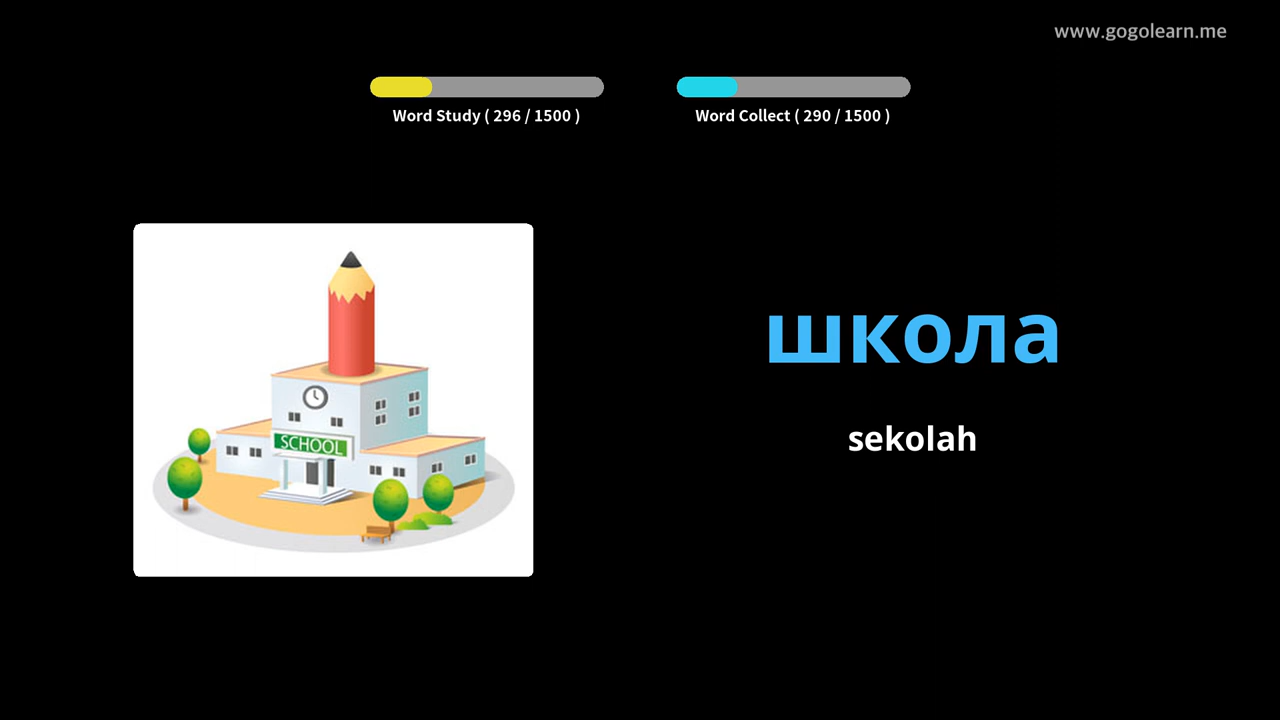 www.gogolearn.me
Word Study ( 296 / 1500 )
Word Collect ( 290 / 1500 )
SCHOOL
школа
sekolah